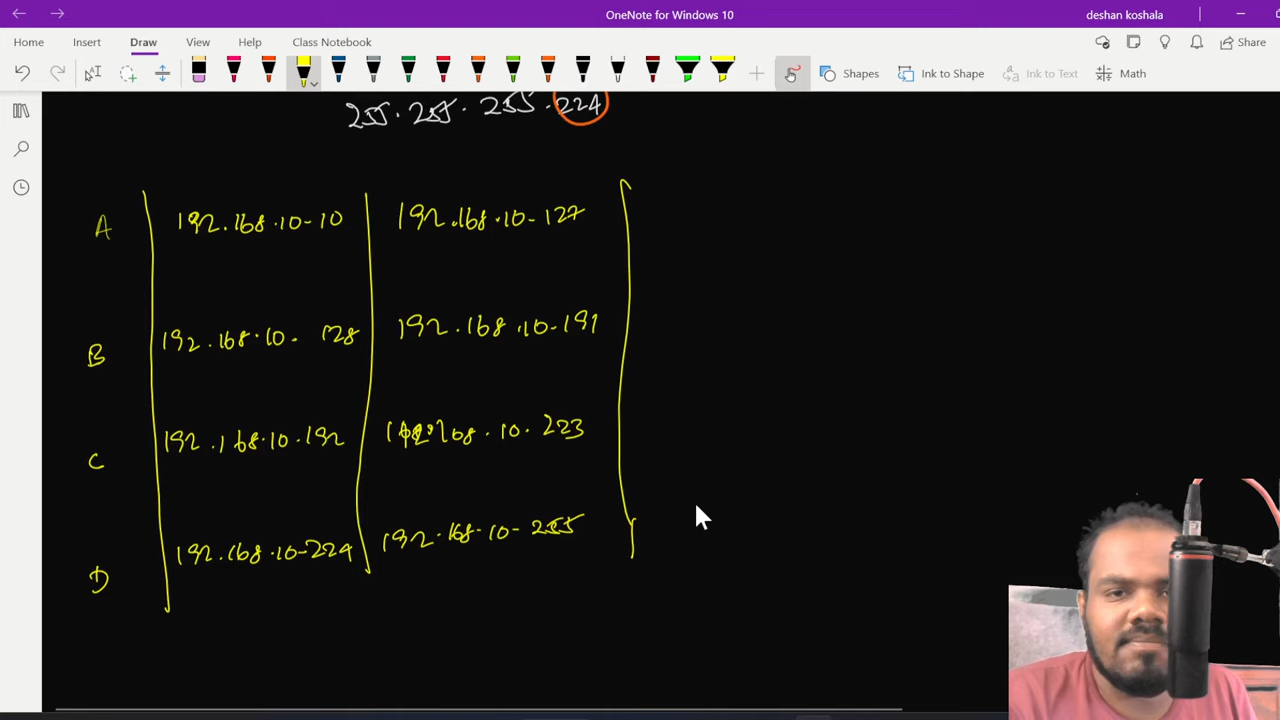 OneNote for Windows 10
deshan koshala
Home Insert Draw View Help Class Notebook
Share
Shapes Ink to Shape Ink to Text Math
255.255.255.224
A 192.168.10-10 192.168.10-127
B 192.168.10-128 192.168.10-191
C 192.168.10.192 192.168.10.223
D 192.168.10-224 192.168.10-255